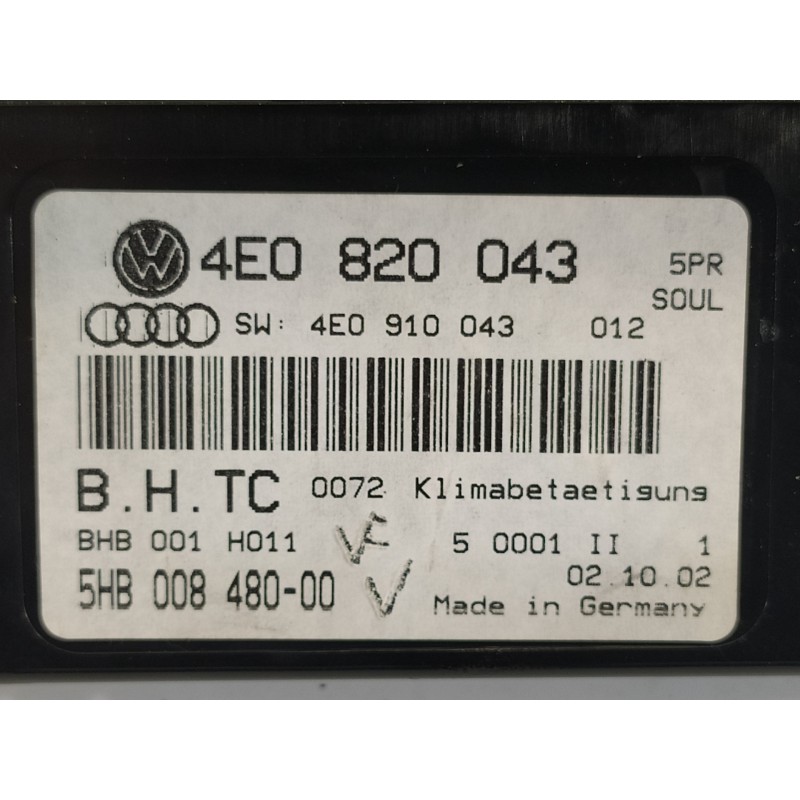 4E0 820 043 5PR
SOUL
SW: 4E0 910 043 012
B.H.TC 0072 Klimabetaetigung
BHB 001 H011 VF 5 0001 II 1
02.10.02
5HB 008 480-00 V Made in Germany